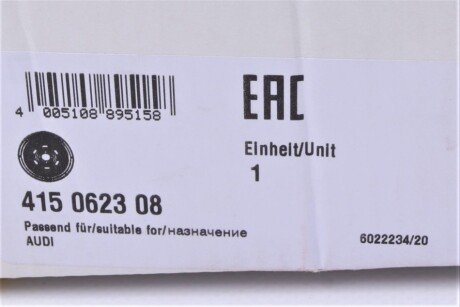 EAC
4 005108 895158
Einheit/Unit
1
415 0623 08
Passend für/suitable for/назначение
AUDI
6022234/20